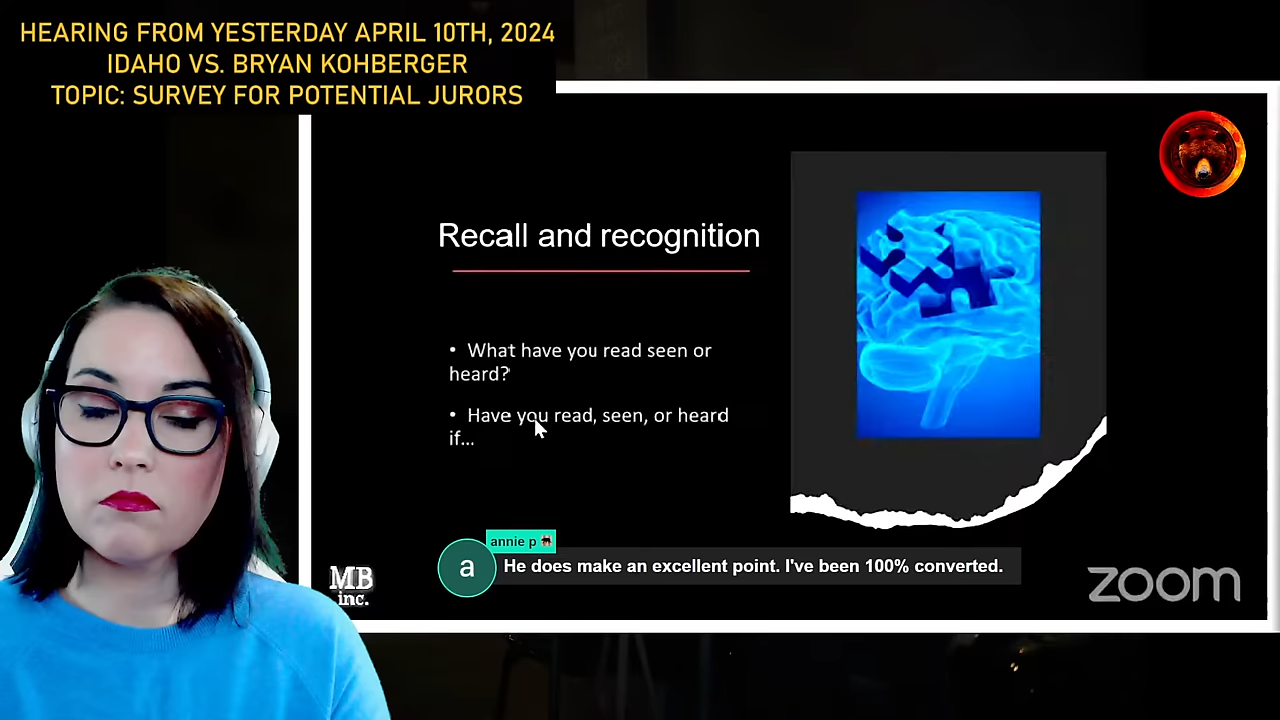 HEARING FROM YESTERDAY APRIL 10TH, 2024
IDAHO VS. BRYAN KOHBERGER
TOPIC: SURVEY FOR POTENTIAL JURORS
Recall and recognition
• What have you read seen or
heard?
• Have you read, seen, or heard
if...
annie p
a
He does make an excellent point. I've been 100% converted.
MB
inc.
zoom